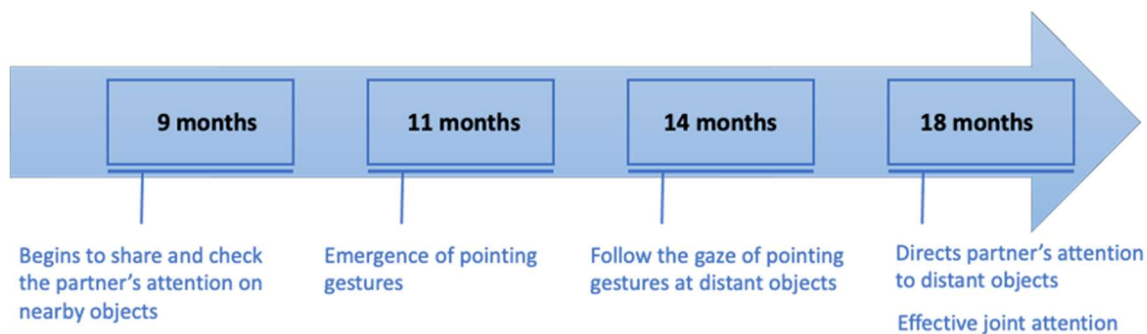 9 months
11 months
14 months
18 months
Begins to share and check
the partner's attention on
nearby objects
Emergence of pointing
gestures
Follow the gaze of pointing
gestures at distant objects
Directs partner's attention
to distant objects
Effective joint attention